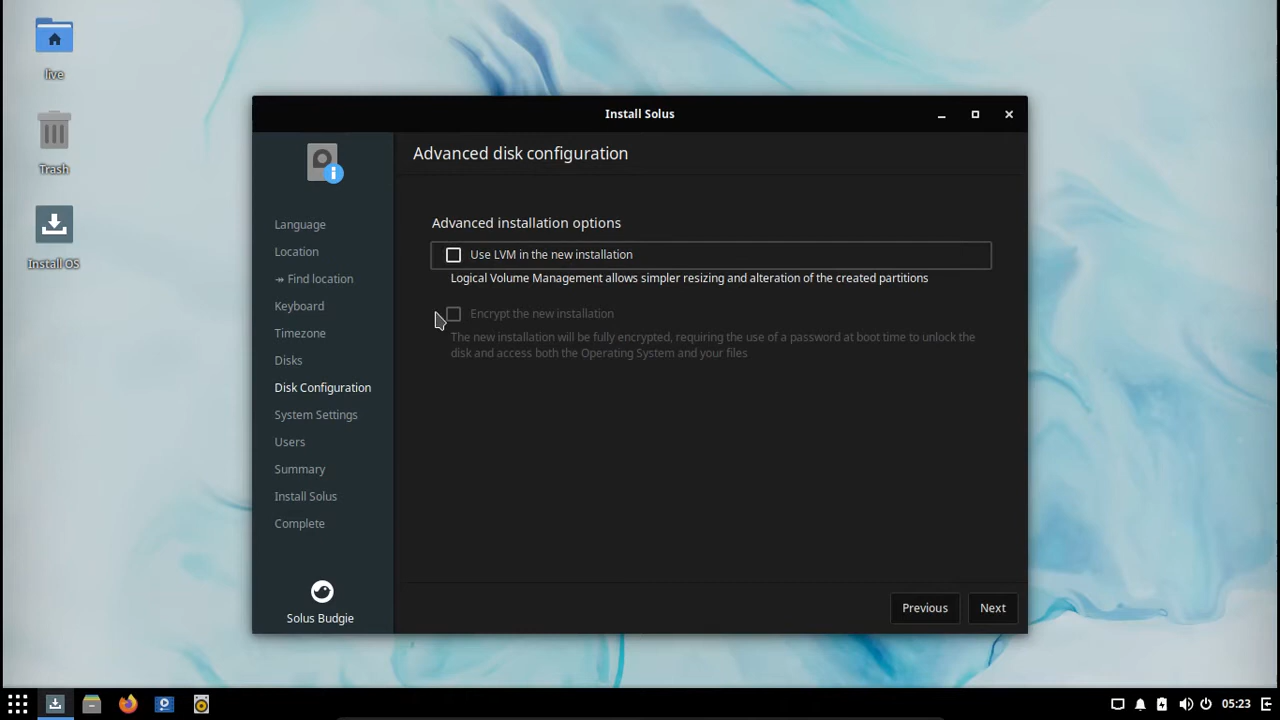 live
Trash
Install OS
Install Solus
Language
Location
↠ Find location
Keyboard
Timezone
Disks
Disk Configuration
System Settings
Users
Summary
Install Solus
Complete
Solus Budgie
Advanced disk configuration
Advanced installation options
Use LVM in the new installation
Logical Volume Management allows simpler resizing and alteration of the created partitions
Encrypt the new installation
The new installation will be fully encrypted, requiring the use of a password at boot time to unlock the
disk and access both the Operating System and your files
Previous
Next
05:23